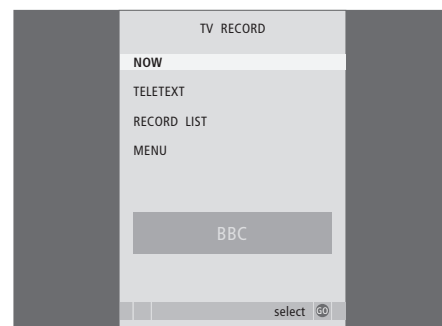 TV RECORD
NOW
TELETEXT
RECORD LIST
MENU
BBC
select GO